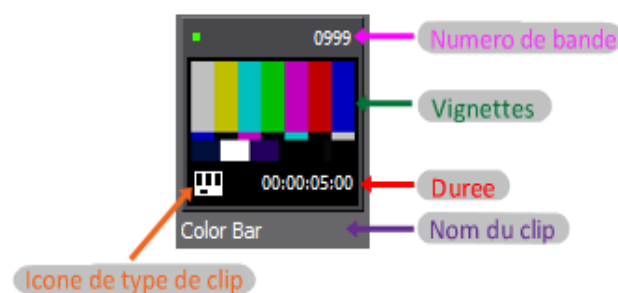 0999
Numero de bande
Vignettes
00:00:05:00
Duree
Color Bar
Nom du clip
Icone de type de clip